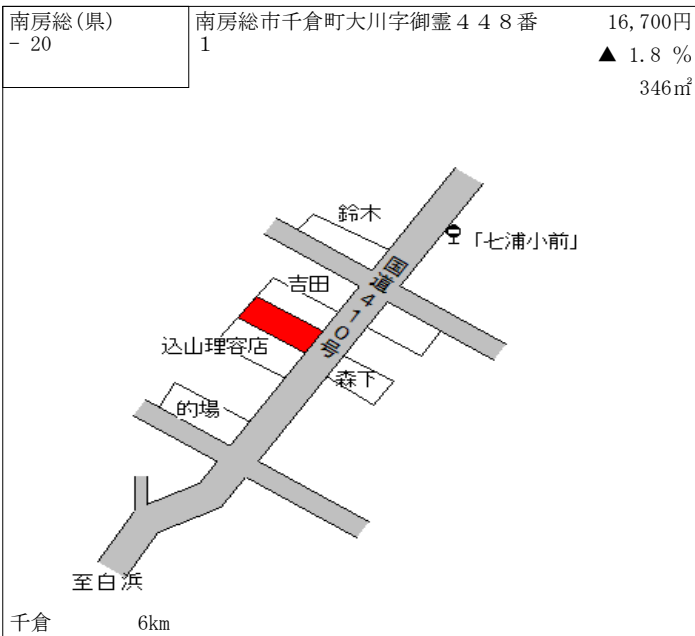 南房総(県)
- 20
南房総市千倉町大川字御霊４４８番
1
16,700円
▲ 1.8 %
346㎡
鈴木
「七浦小前」
国道４１０号
吉田
込山理容店
森下
的場
至白浜
千倉 6km